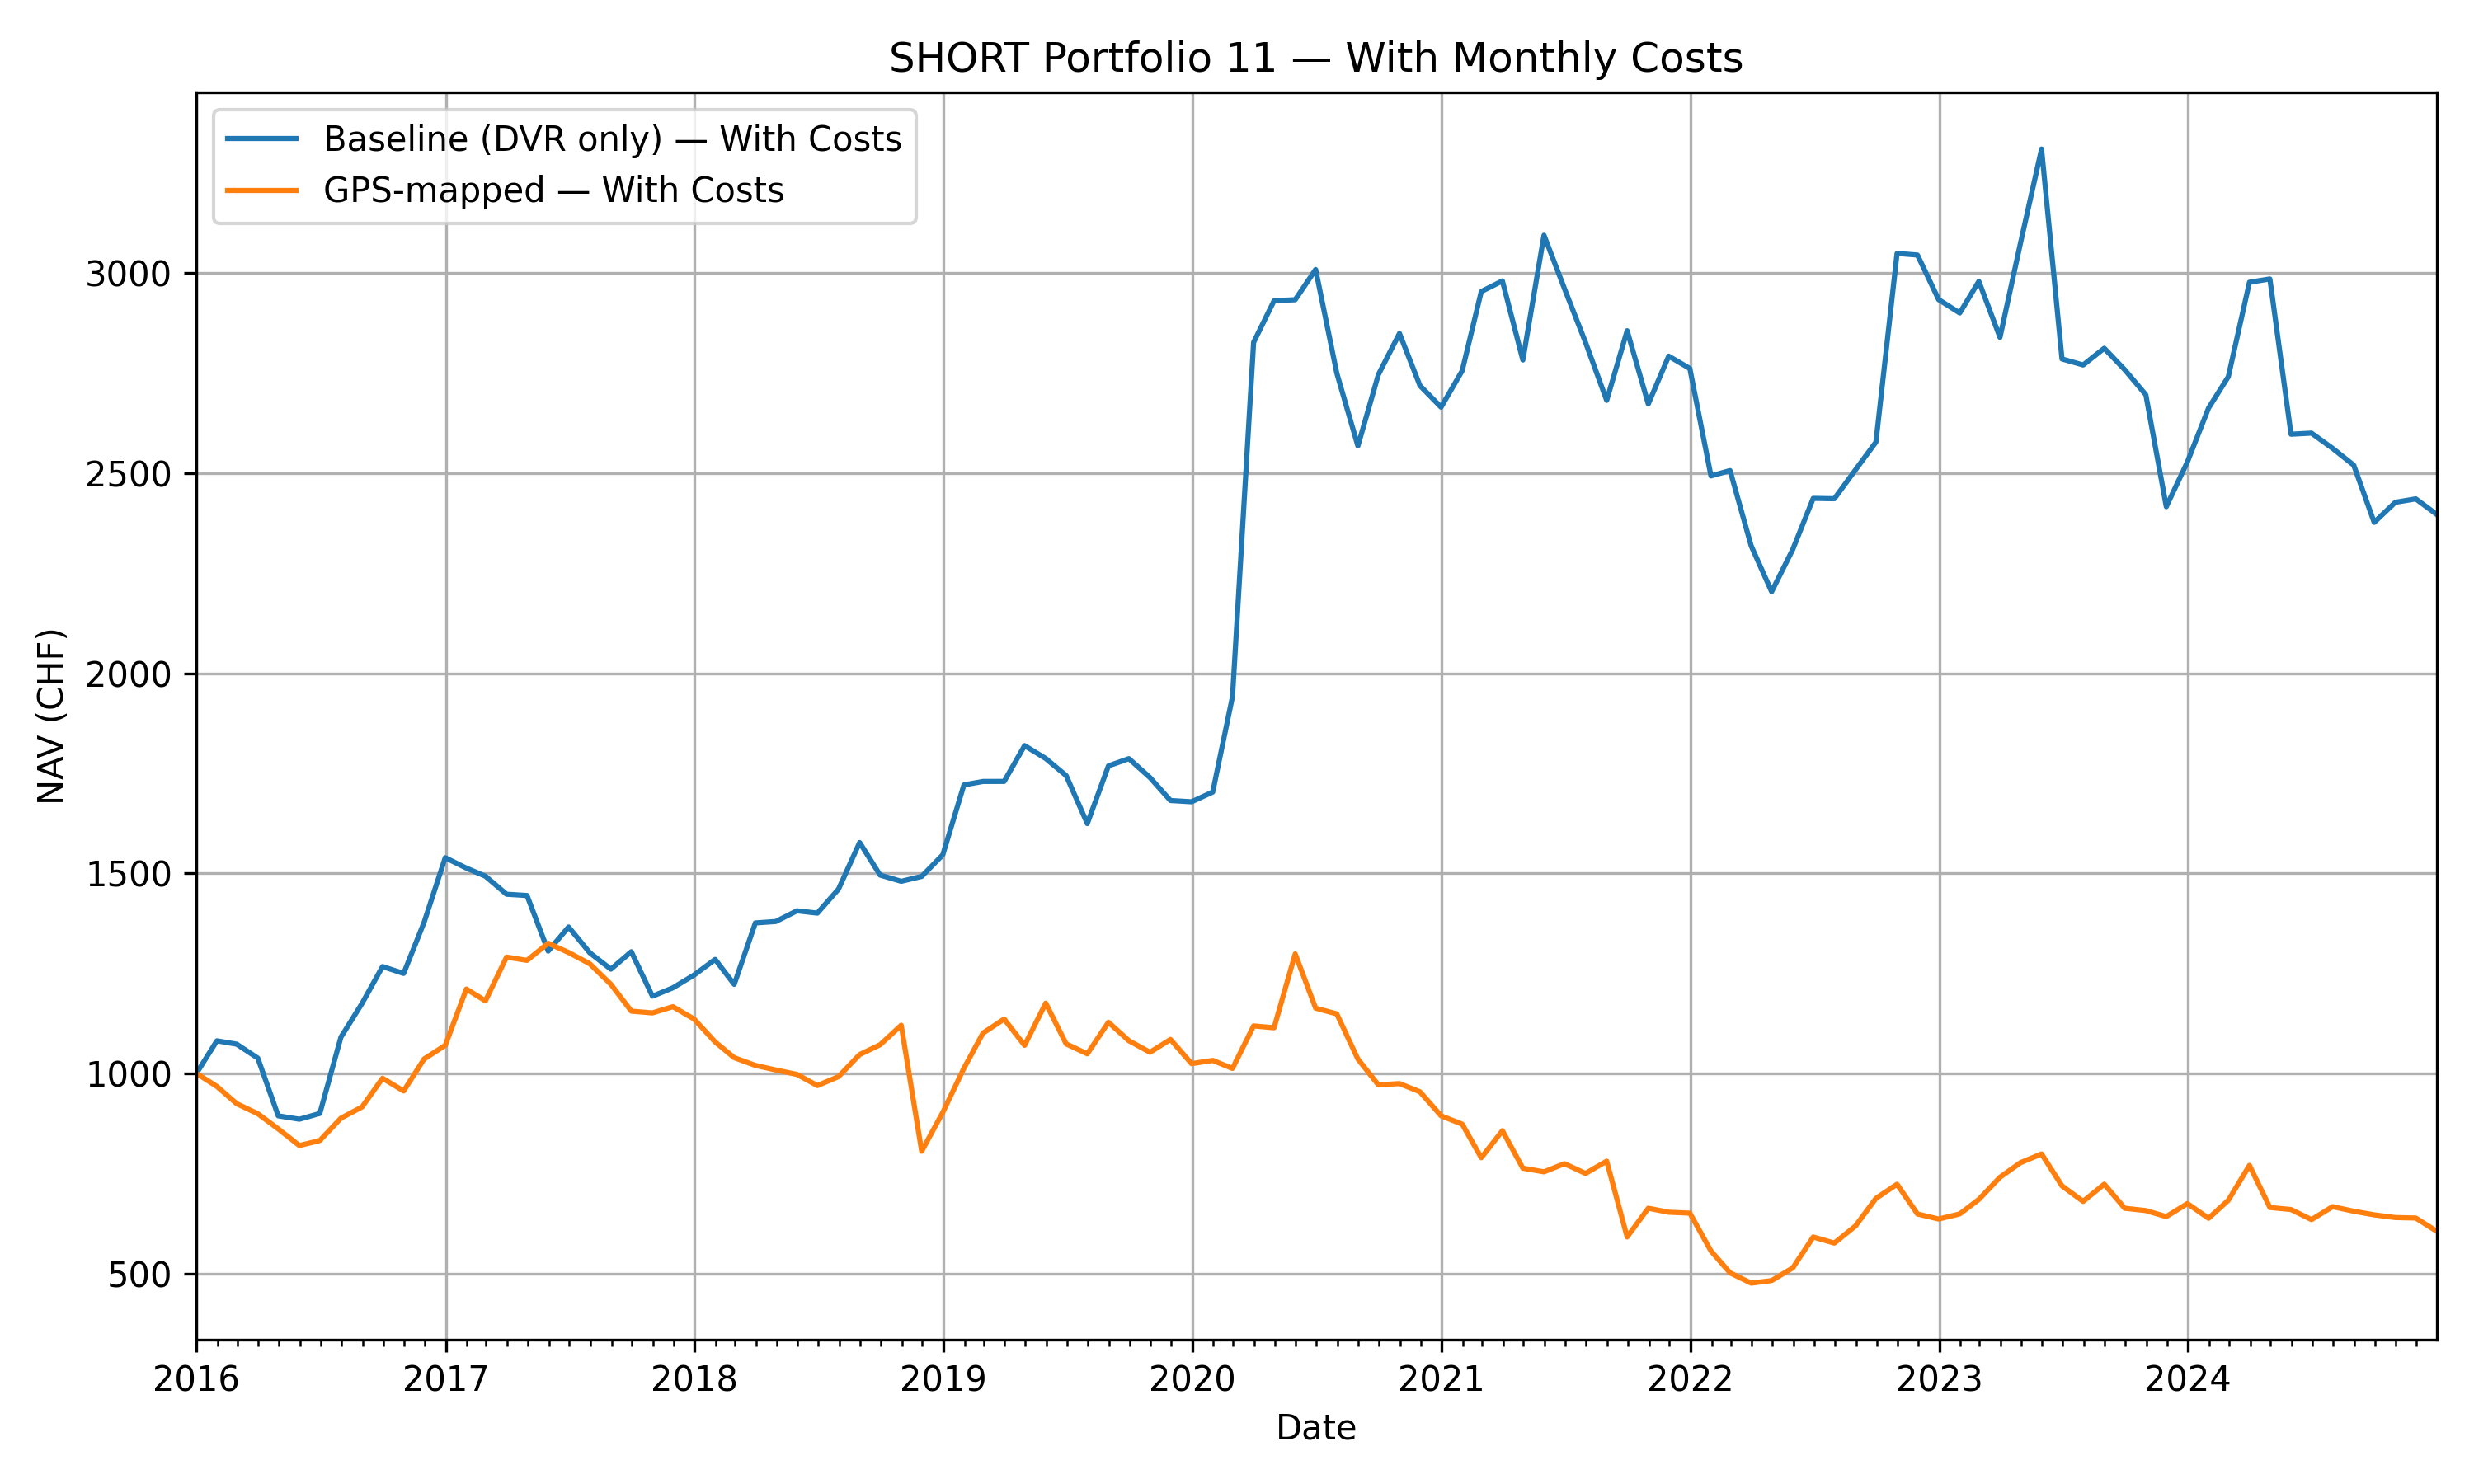 SHORT Portfolio 11 — With Monthly Costs
Baseline (DVR only) — With Costs
GPS-mapped — With Costs
NAV (CHF)
3000
2500
2000
1500
1000
500
2016 2017 2018 2019 2020 2021 2022 2023 2024
Date